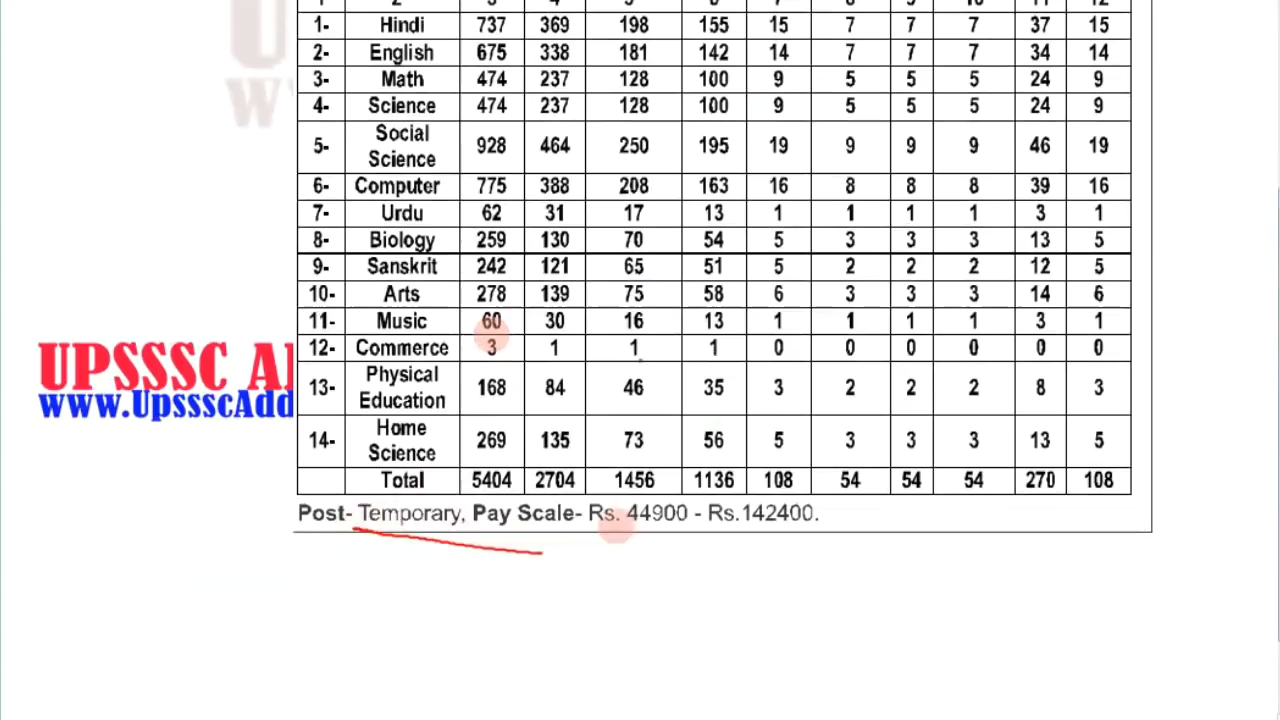 1- Hindi 737 369 198 155 15 7 7 7 37 15
2- English 675 338 181 142 14 7 7 7 34 14
3- Math 474 237 128 100 9 5 5 5 24 9
4- Science 474 237 128 100 9 5 5 5 24 9
5- Social Science 928 464 250 195 19 9 9 9 46 19
6- Computer 775 388 208 163 16 8 8 8 39 16
7- Urdu 62 31 17 13 1 1 1 1 3 1
8- Biology 259 130 70 54 5 3 3 3 13 5
9- Sanskrit 242 121 65 51 5 2 2 2 12 5
10- Arts 278 139 75 58 6 3 3 3 14 6
11- Music 60 30 16 13 1 1 1 1 3 1
12- Commerce 3 1 1 1 0 0 0 0 0 0
13- Physical Education 168 84 46 35 3 2 2 2 8 3
14- Home Science 269 135 73 56 5 3 3 3 13 5
Total 5404 2704 1456 1136 108 54 54 54 270 108
Post- Temporary, Pay Scale- Rs. 44900 - Rs.142400.
UPSSSC
www.UpssscAdd